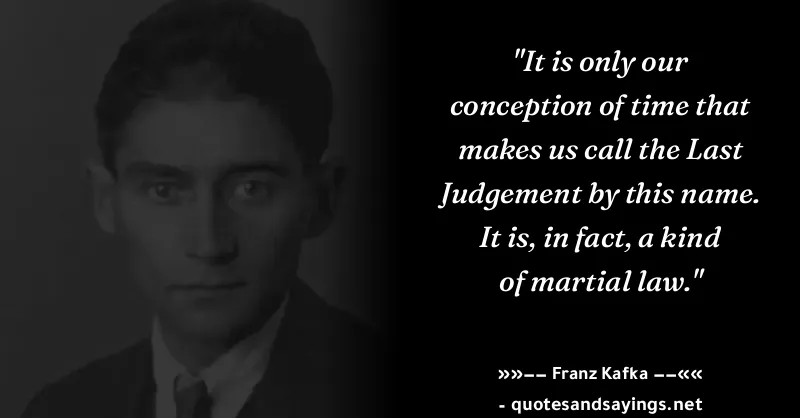 "It is only our
conception of time that
makes us call the Last
Judgement by this name.
It is, in fact, a kind
of martial law."
»»−− Franz Kafka −−««
- quotesandsayings.net